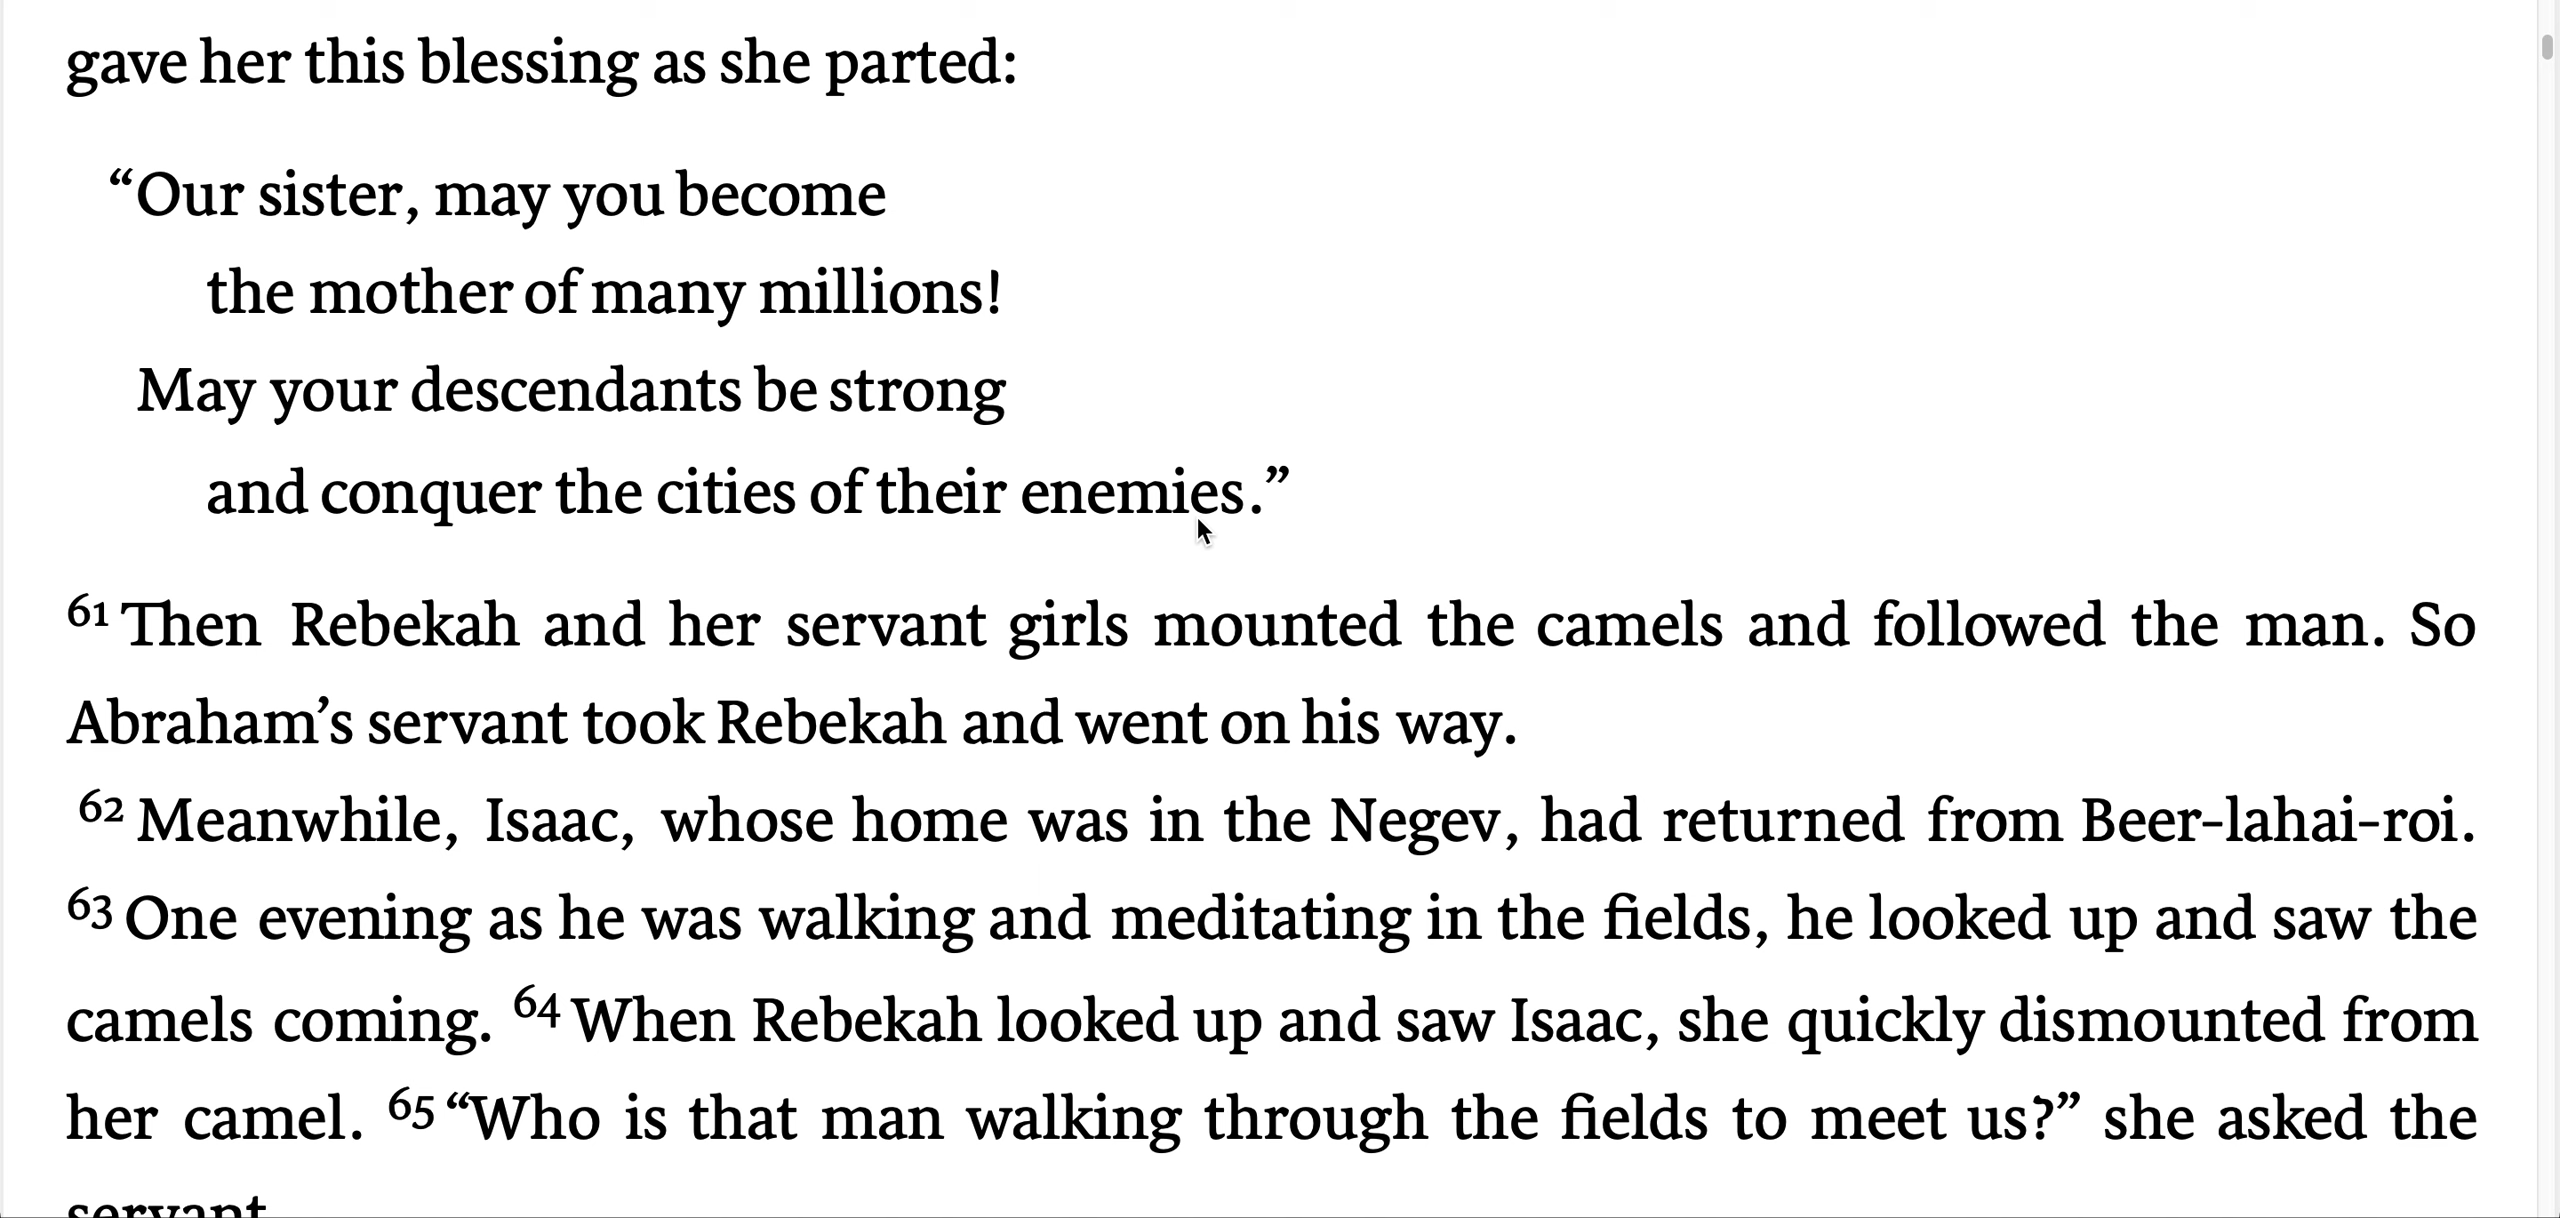 gave her this blessing as she parted:
“Our sister, may you become
the mother of many millions!
May your descendants be strong
and conquer the cities of their enemies.”
61 Then Rebekah and her servant girls mounted the camels and followed the man. So
Abraham’s servant took Rebekah and went on his way.
62 Meanwhile, Isaac, whose home was in the Negev, had returned from Beer-lahai-roi.
63 One evening as he was walking and meditating in the fields, he looked up and saw the
camels coming. 64 When Rebekah looked up and saw Isaac, she quickly dismounted from
her camel. 65 “Who is that man walking through the fields to meet us?” she asked the
servant